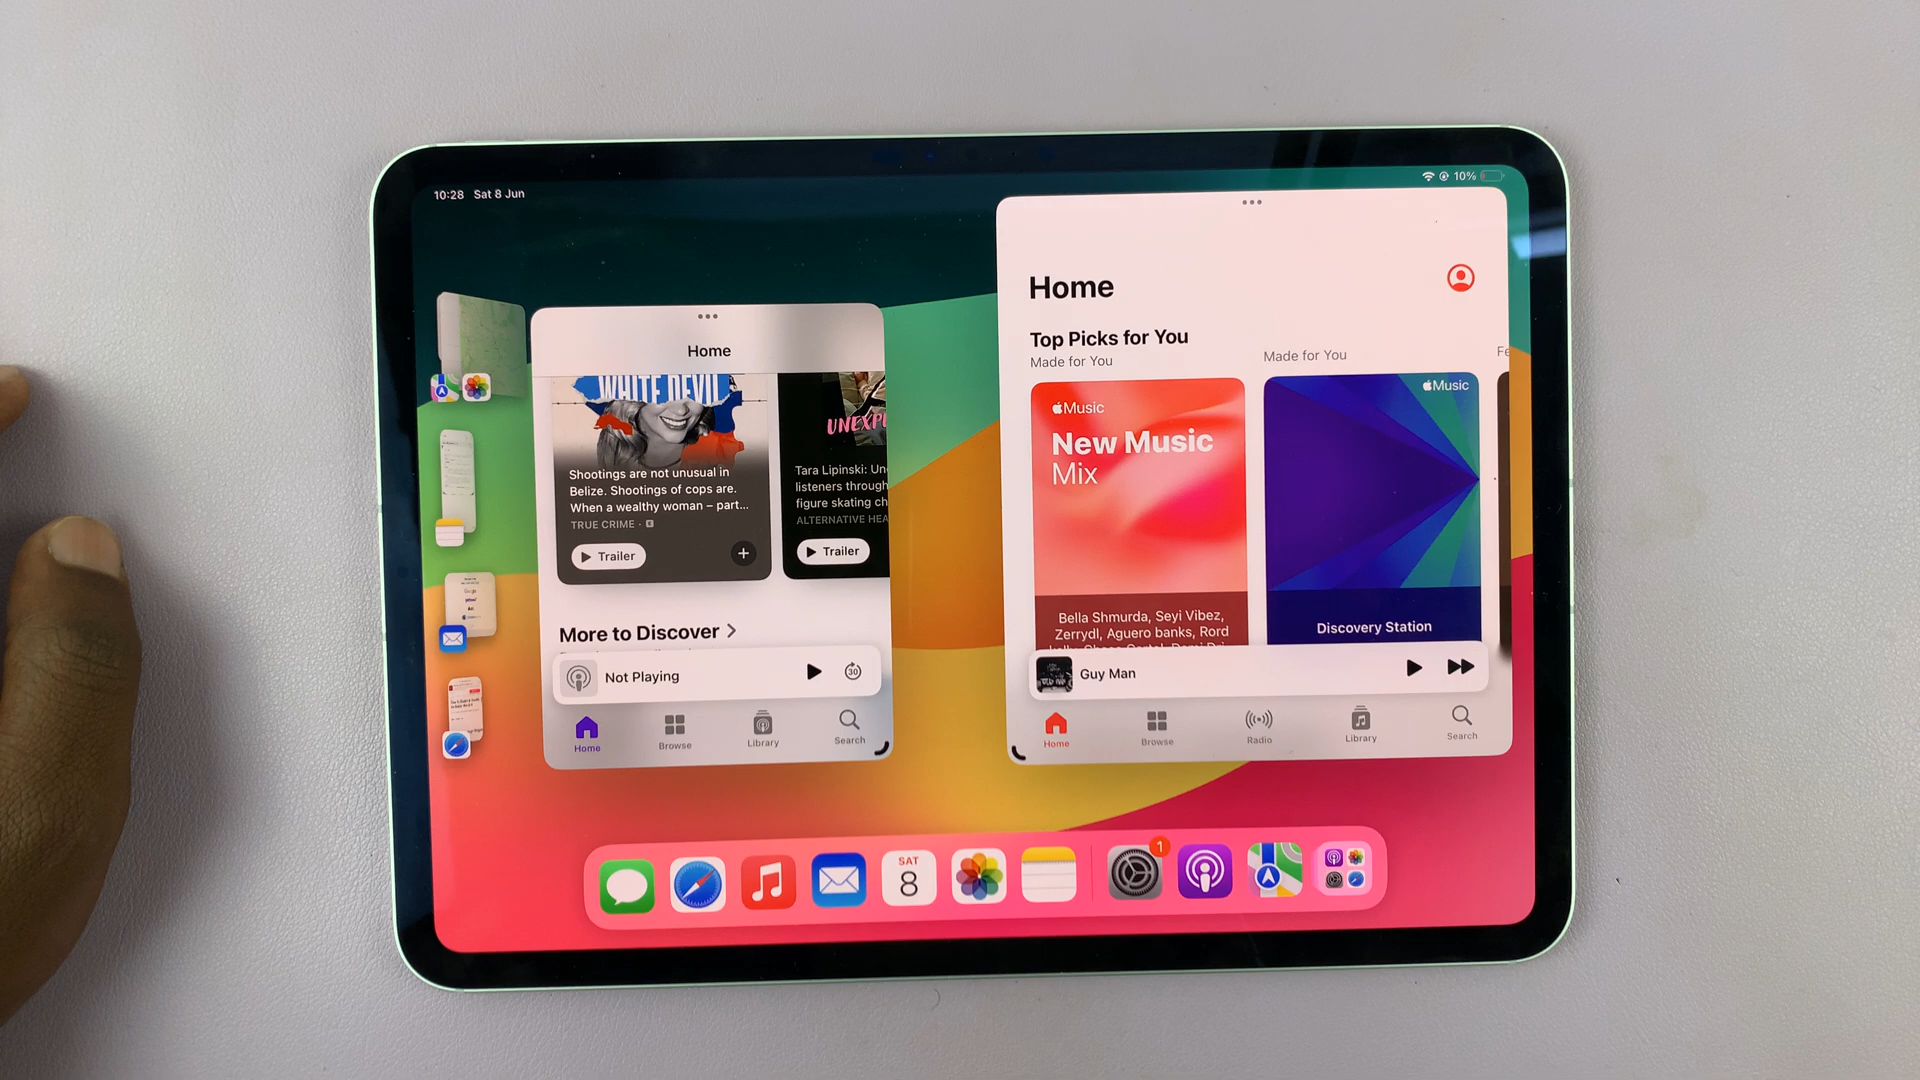 10:28 Sat 8 Jun
10%
Home
WHITE DEVIL
Shootings are not unusual in
Belize. Shootings of cops are.
When a wealthy woman – part...
TRUE CRIME · E
Trailer
Tara Lipinski: Un
listeners through
figure skating ch
ALTERNATIVE HEA
Trailer
More to Discover >
Not Playing
30
Home
Browse
Library
Search
Home
Top Picks for You
Made for You
Made for You
Fe
Music
New Music
Mix
Bella Shmurda, Seyi Vibez,
Zerrydl, Aguero banks, Rord
Music
Discovery Station
Guy Man
Home
Browse
Radio
Library
Search
SAT
8
1